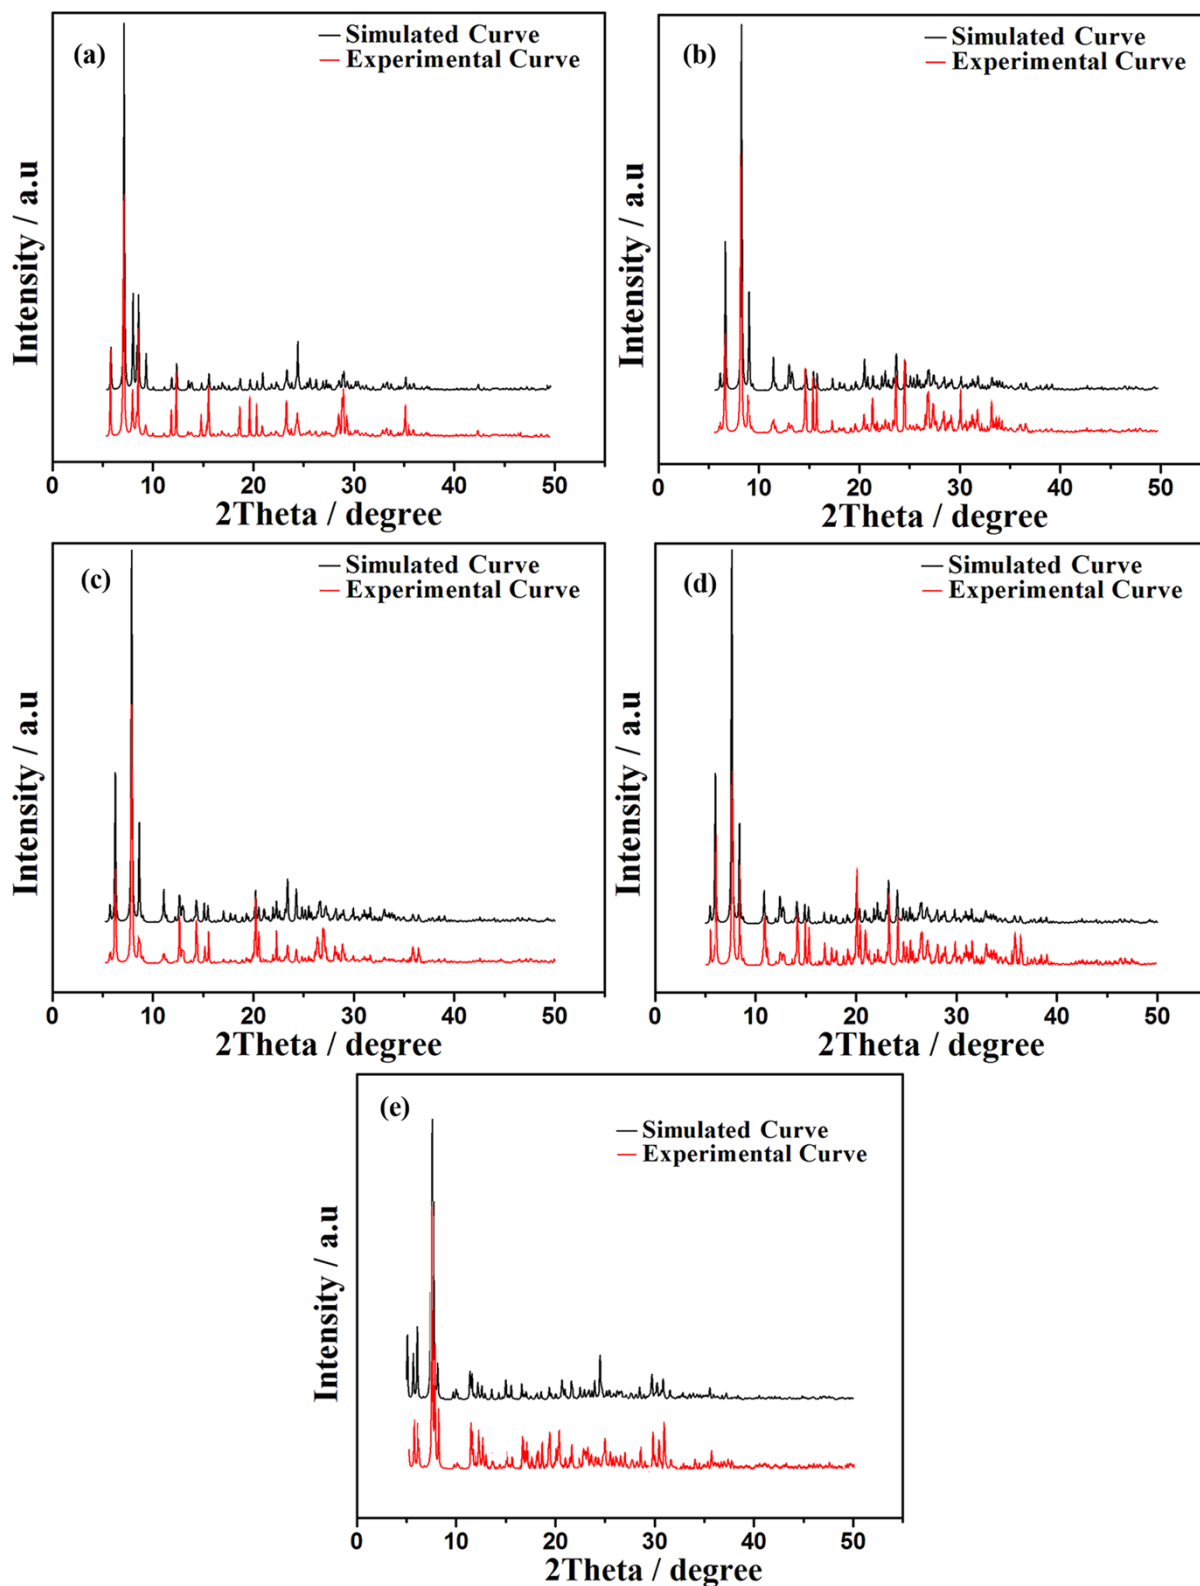 (a)
Simulated Curve
Experimental Curve
Intensity / a.u
0 10 20 30 40 50
2Theta / degree
(b)
Simulated Curve
Experimental Curve
Intensity / a.u
0 10 20 30 40 50
2Theta / degree
(c)
Simulated Curve
Experimental Curve
Intensity / a.u
0 10 20 30 40 50
2Theta / degree
(d)
Simulated Curve
Experimental Curve
Intensity / a.u
0 10 20 30 40 50
2Theta / degree
(e)
Simulated Curve
Experimental Curve
Intensity / a.u
0 10 20 30 40 50
2Theta / degree